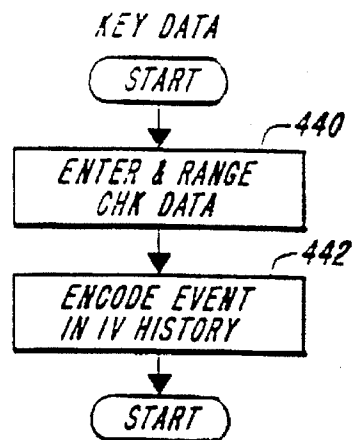 KEY DATA
START
440
ENTER & RANGE
CHK DATA
442
ENCODE EVENT
IN IV HISTORY
START